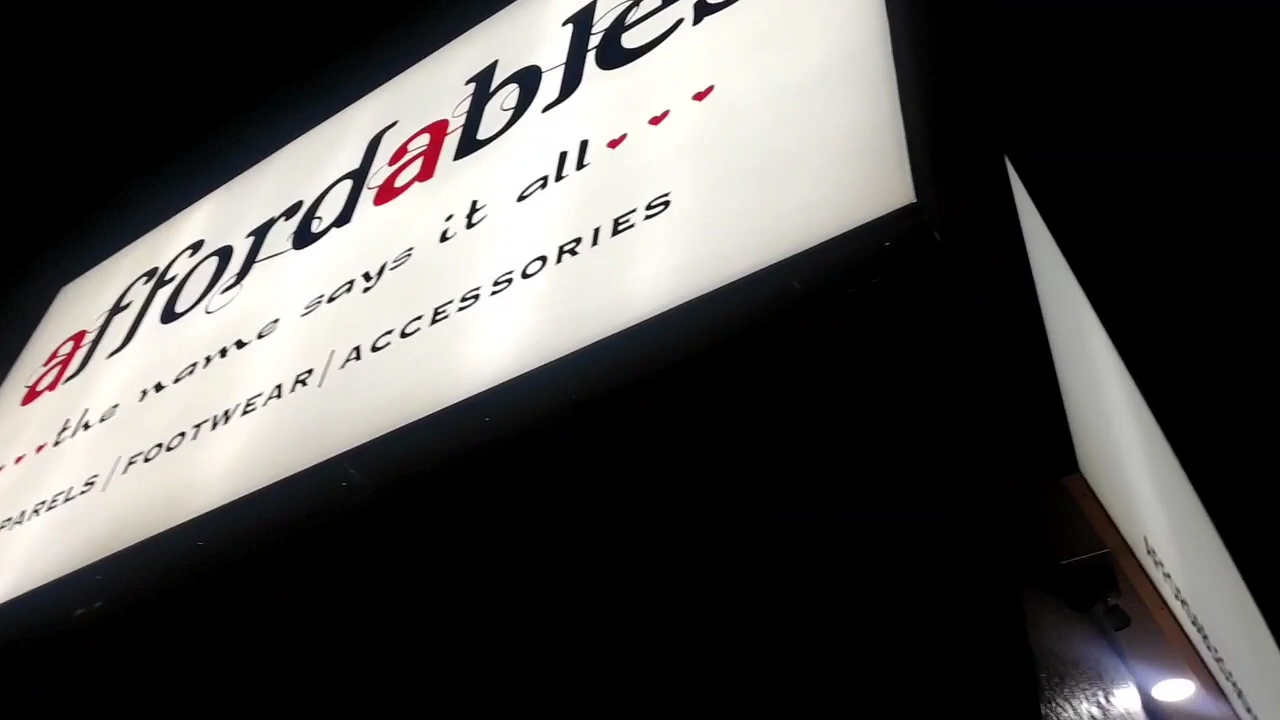 affordables
...the name says it all...
PARELS/FOOTWEAR/ACCESSORIES